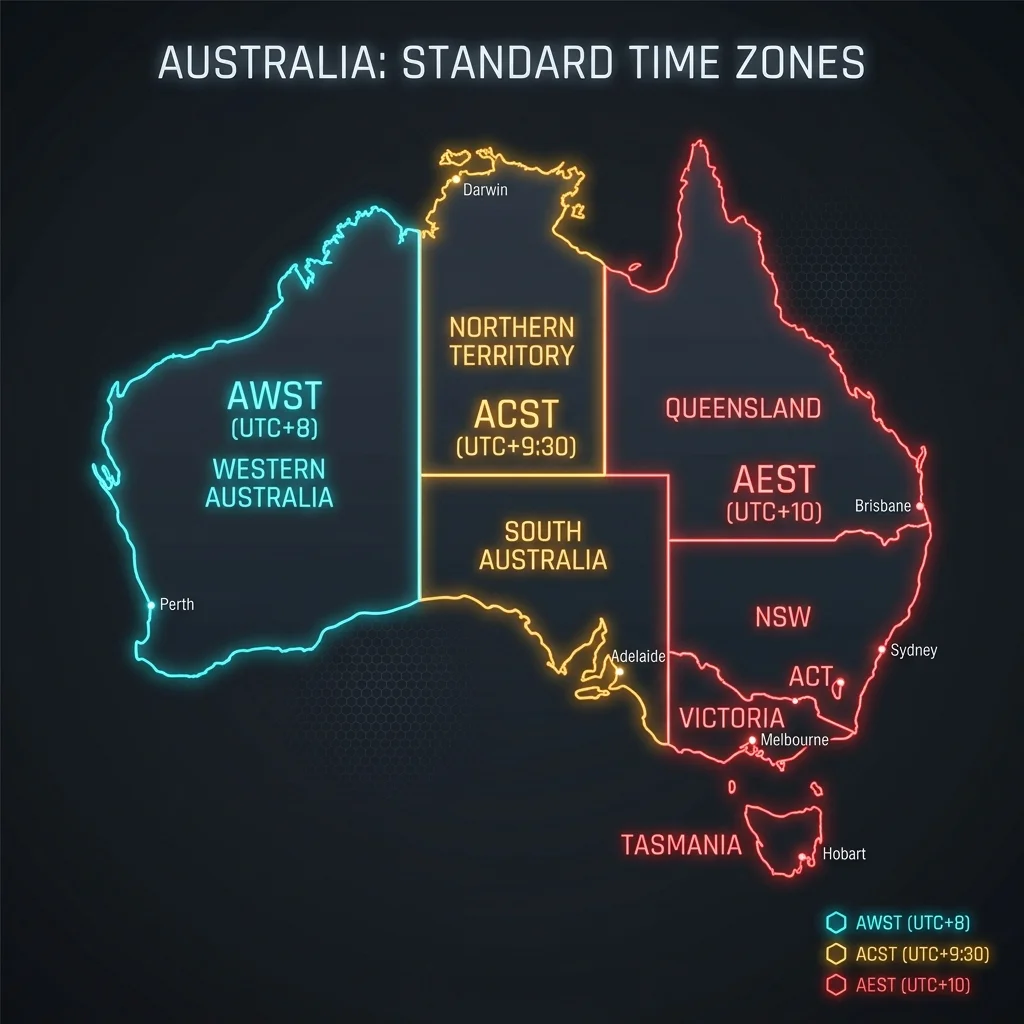 AUSTRALIA: STANDARD TIME ZONES
Darwin
NORTHERN
TERRITORY
ACST
(UTC+9:30)
AWST
(UTC+8)
WESTERN
AUSTRALIA
QUEENSLAND
AEST
(UTC+10)
Brisbane
SOUTH
AUSTRALIA
Perth
NSW
Sydney
Adelaide
ACT
VICTORIA
Melbourne
TASMANIA
Hobart
AWST (UTC+8)
ACST (UTC+9:30)
AEST (UTC+10)